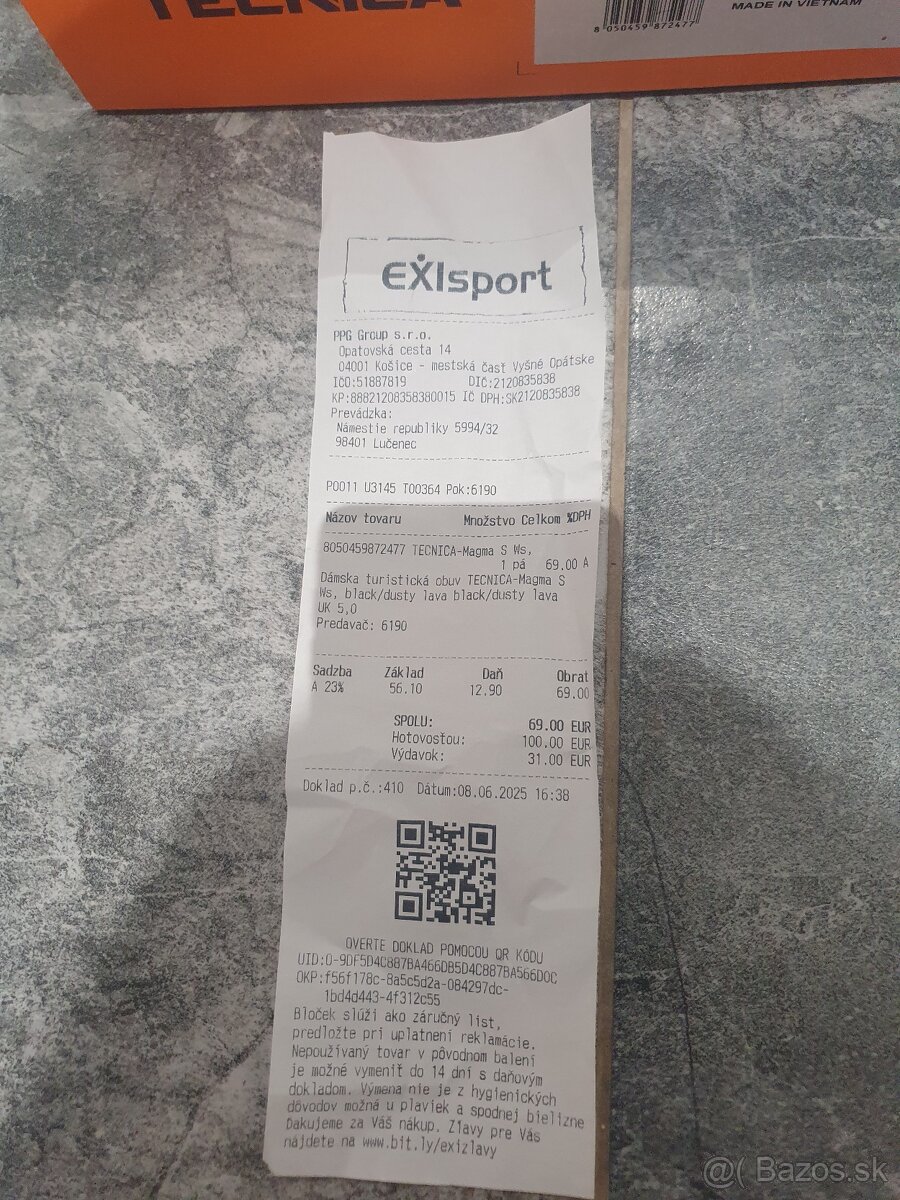 TECNICA
8 050459 872477
MADE IN VIETNAM
EXIsport
PPG Group s.r.o.
Opatovská cesta 14
04001 Košice - mestská časť Vyšné Opátske
IČO:51887819 DIČ:2120835838
KP:88821208358380015 IČ DPH:SK2120835838
Prevádzka:
Námestie republiky 5994/32
98401 Lučenec
P0011 U3145 T00364 Pok:6190
Názov tovaru Množstvo Celkom %DPH
8050459872477 TECNICA-Magma S Ws,
1 pá 69.00 A
Dámska turistická obuv TECNICA-Magma S
Ws, black/dusty lava black/dusty lava
UK 5,0
Predavač: 6190
Sadzba Základ Daň Obrat
A 23% 56.10 12.90 69.00
SPOLU: 69.00 EUR
Hotovosťou: 100.00 EUR
Výdavok: 31.00 EUR
Doklad p.č.:410 Dátum:08.06.2025 16:38
OVERTE DOKLAD POMOCOU QR KÓDU
UID:O-9DF5D4C887BA466DB5D4C887BA566D0C
OKP:f56f178c-8a5c5d2a-084297dc-
1bd4d443-4f312c55
Bloček slúži ako záručný list,
predložte pri uplatnení reklamácie.
Nepoužívaný tovar v pôvodnom balení
je možné vymeniť do 14 dní s daňovým
dokladom. Výmena nie je z hygienických
dôvodov možná u plaviek a spodnej bielizne
Ďakujeme za Váš nákup. Zľavy pre Vás
nájdete na www.bit.ly/exizlavy
@( Bazos.sk